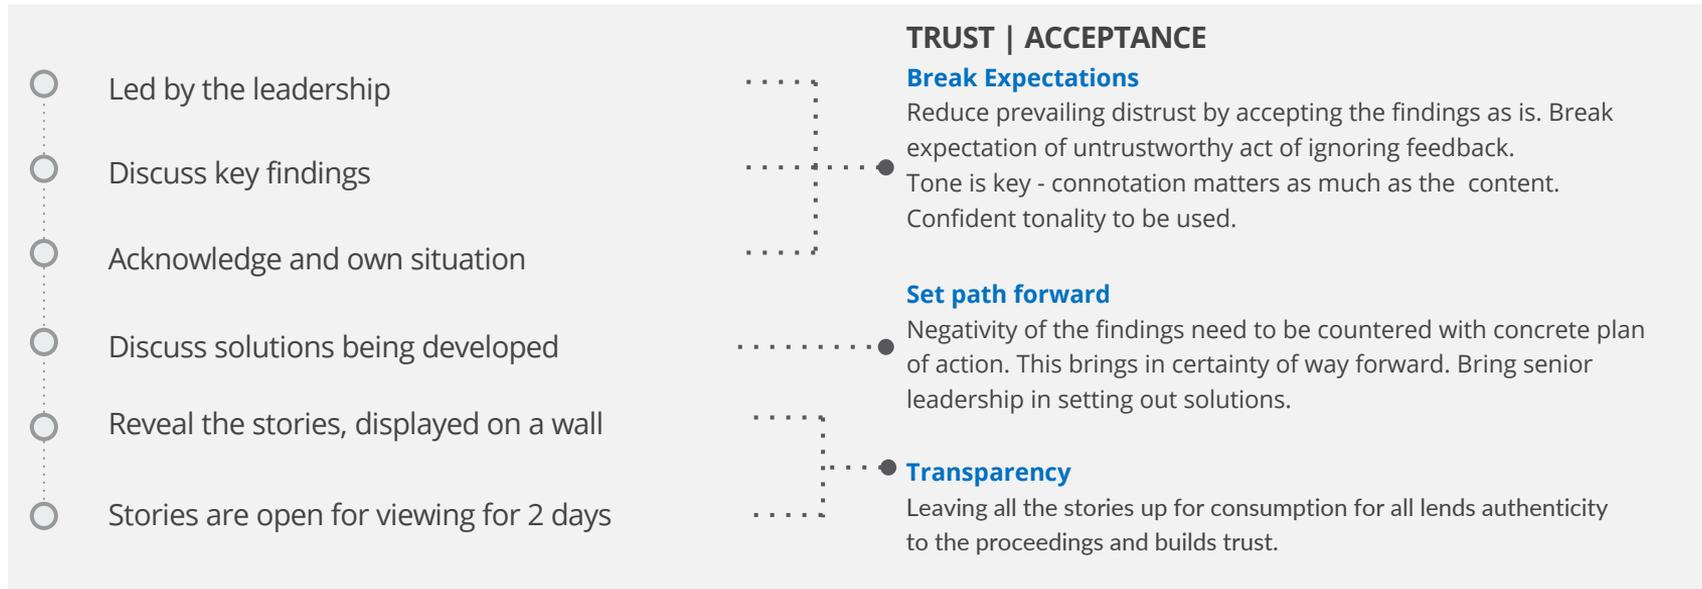 Led by the leadership
Discuss key findings
Acknowledge and own situation
Discuss solutions being developed
Reveal the stories, displayed on a wall
Stories are open for viewing for 2 days
TRUST | ACCEPTANCE
Break Expectations
Reduce prevailing distrust by accepting the findings as is. Break
expectation of untrustworthy act of ignoring feedback.
Tone is key - connotation matters as much as the  content.
Confident tonality to be used.
Set path forward
Negativity of the findings need to be countered with concrete plan
of action. This brings in certainty of way forward. Bring senior
leadership in setting out solutions.
Transparency
Leaving all the stories up for consumption for all lends authenticity
to the proceedings and builds trust.